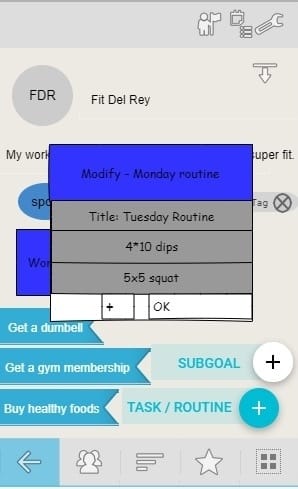 FDR
Fit Del Rey
My work
super fit.
Modify - Monday routine
spo
Tag
Title: Tuesday Routine
4*10 dips
Wor
5x5 squat
+
OK
Get a dumbell
Get a gym membership
SUBGOAL
+
Buy healthy foods
TASK / ROUTINE
+